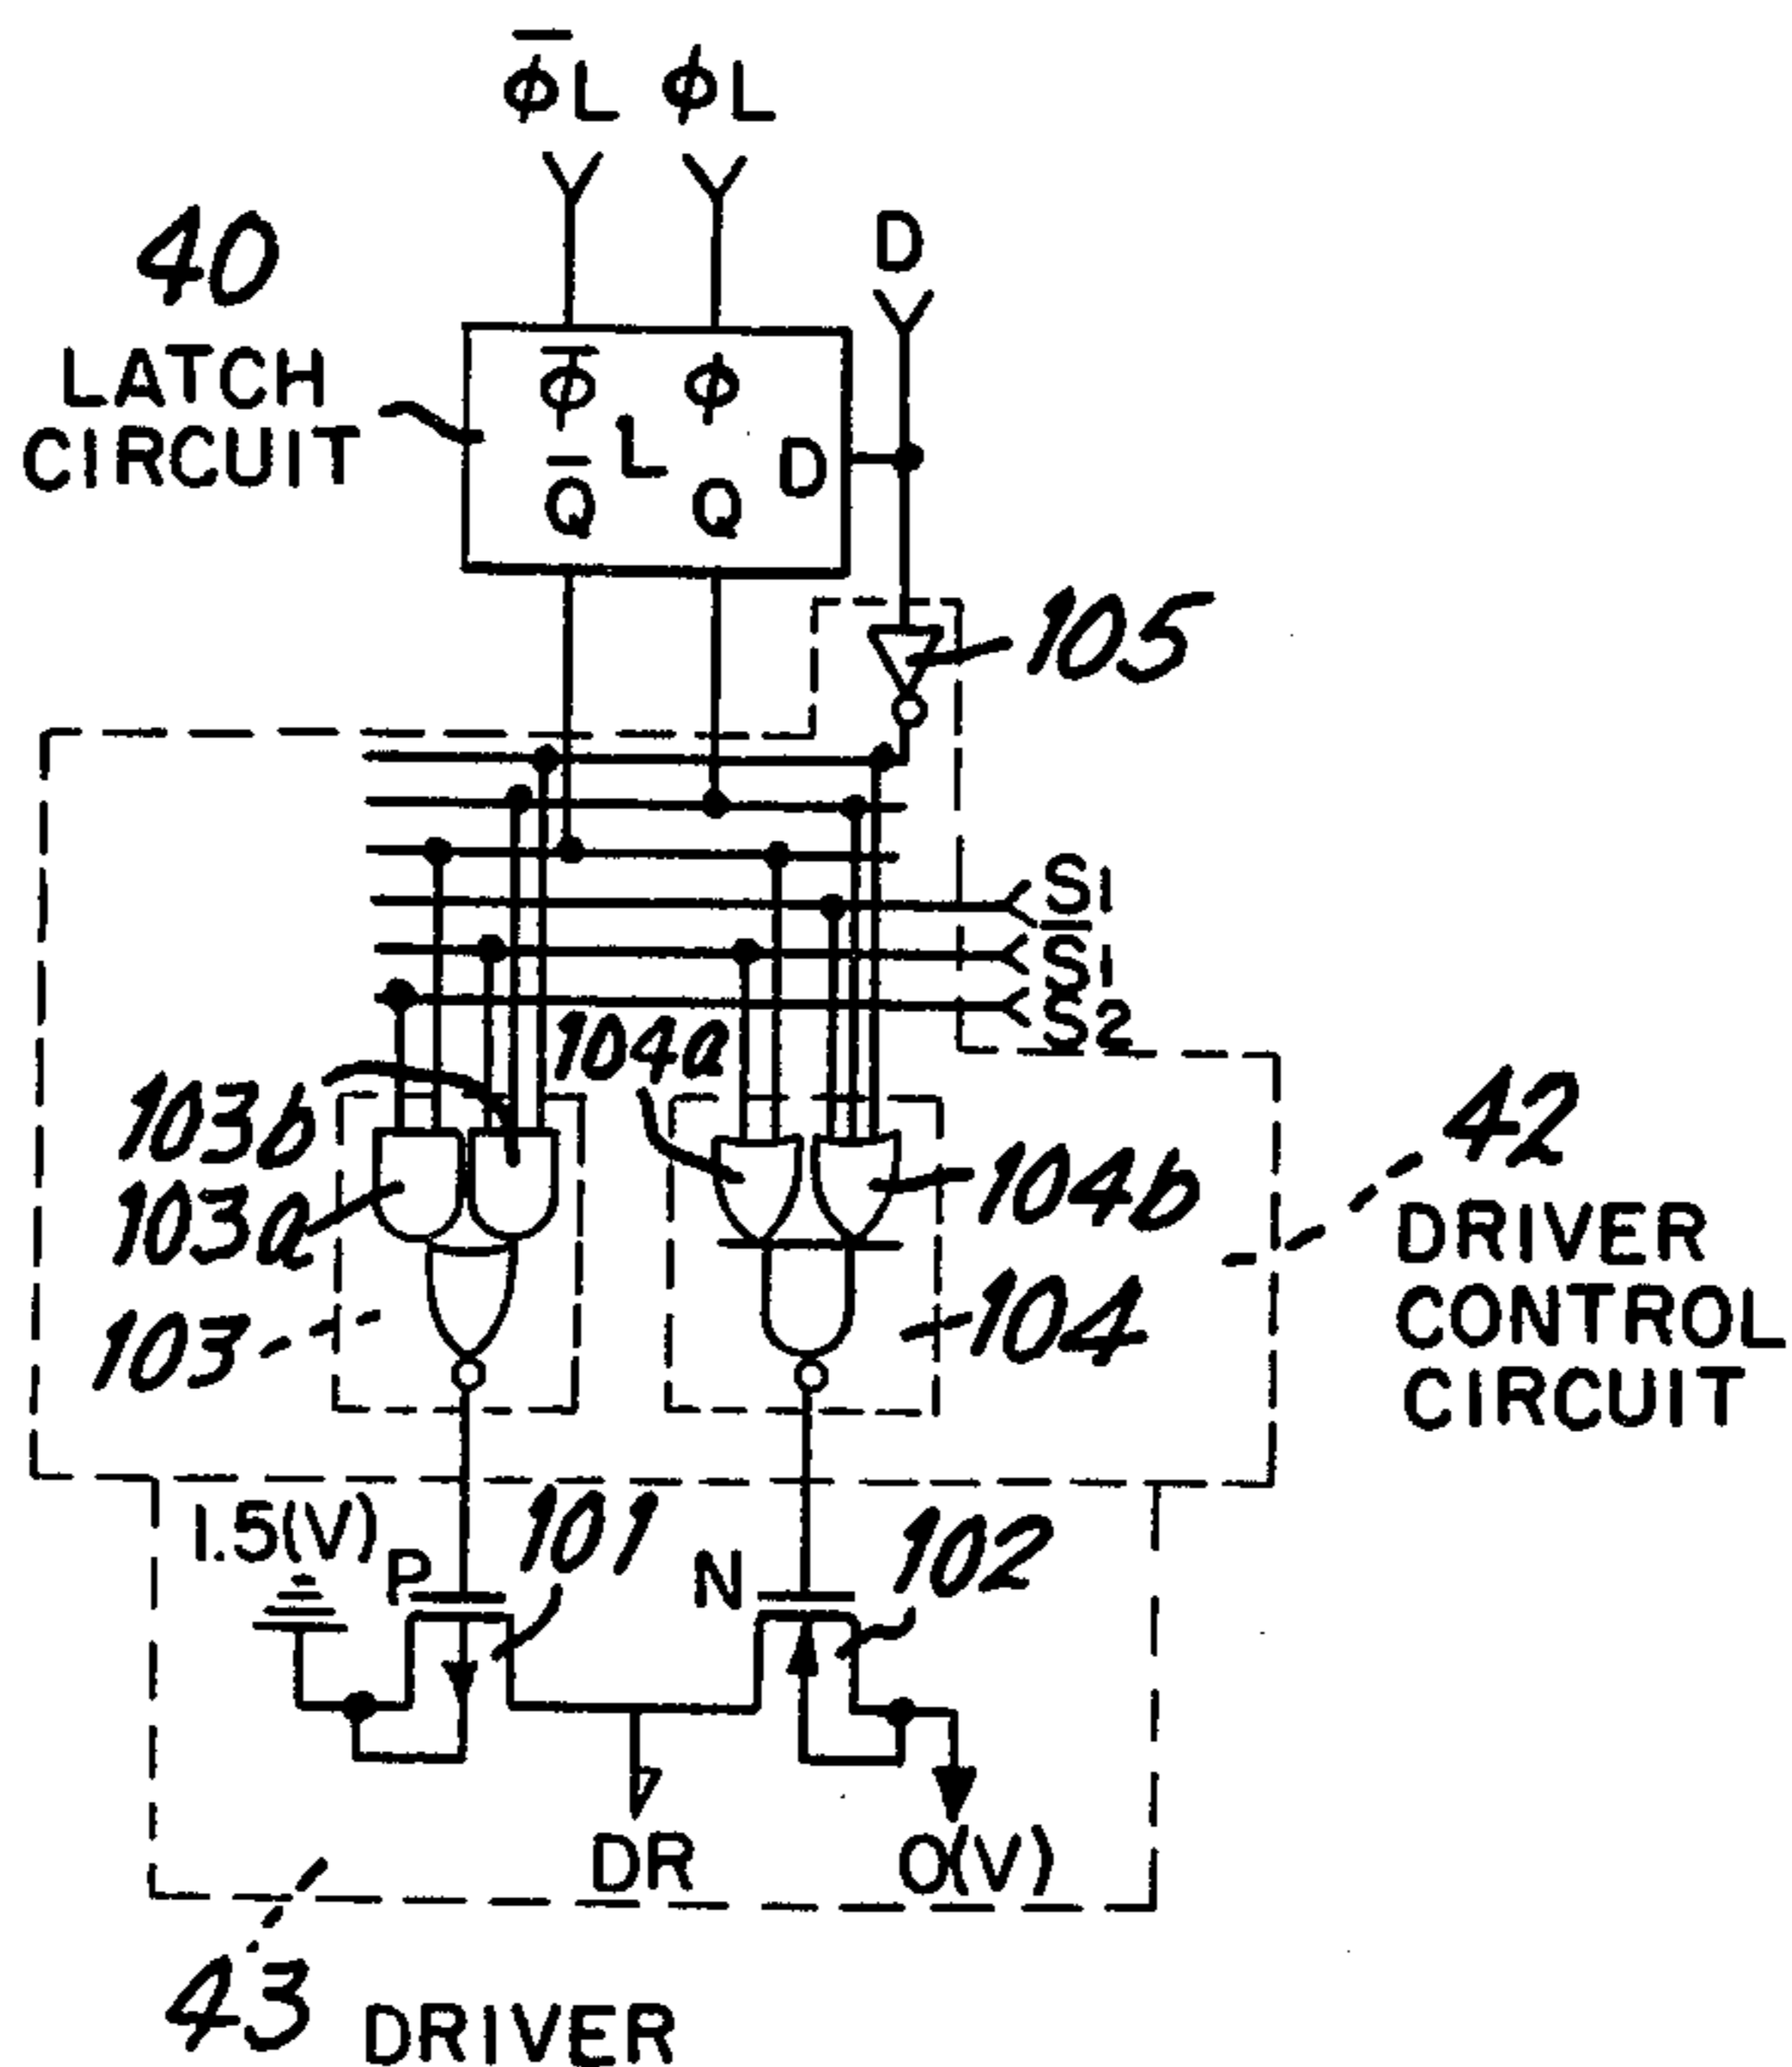 φ̅L φL
D
40
LATCH
CIRCUIT
φ̅ φ
L
D
Q̅ Q
105
S1
S̅1
S2
104a
103b
103a
103
104b
104
42
DRIVER
CONTROL
CIRCUIT
1.5(V)
P
101
N
102
DR
0(V)
43 DRIVER